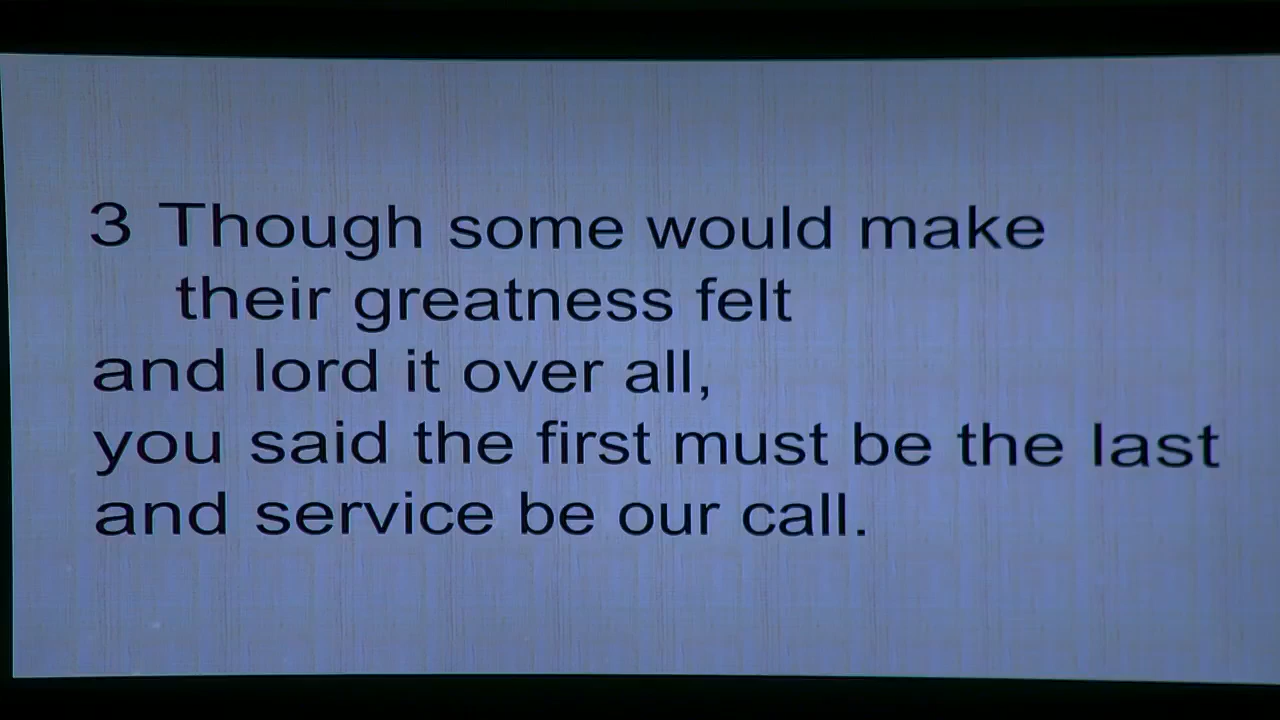 3 Though some would make
their greatness felt
and lord it over all,
you said the first must be the last
and service be our call.